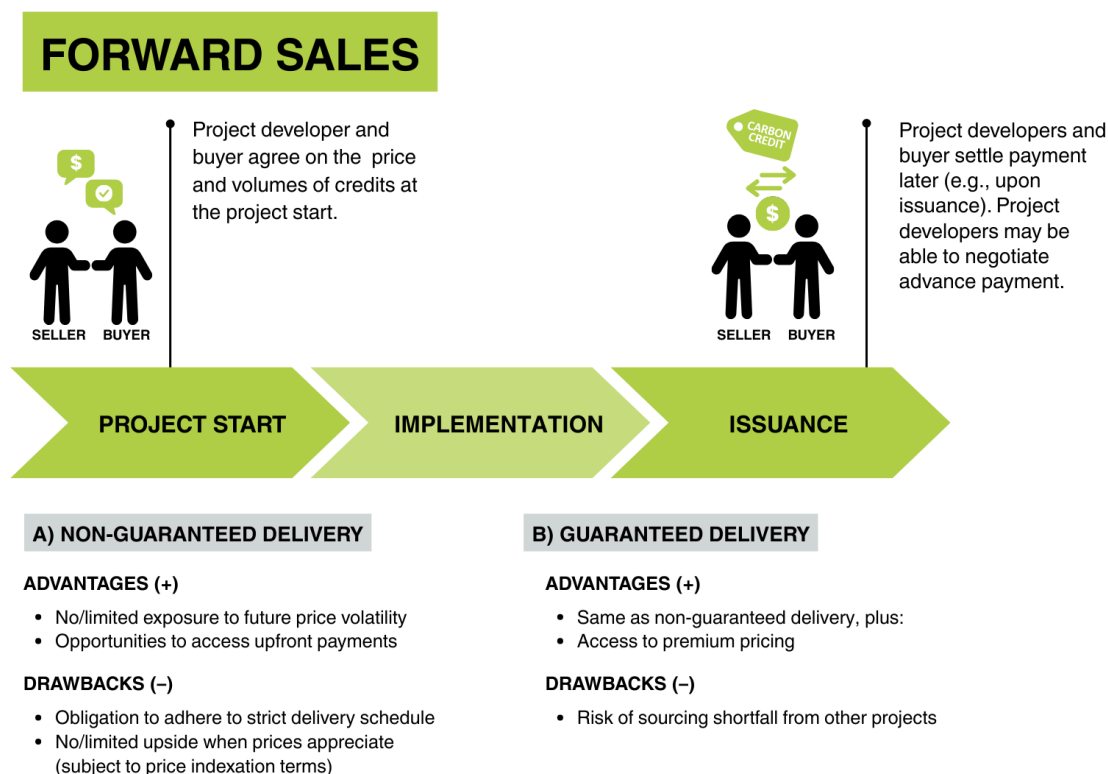 FORWARD SALES
Project developer and
buyer agree on the price
and volumes of credits at
the project start.
$
SELLER BUYER
CARBON
CREDIT
$
SELLER BUYER
Project developers and
buyer settle payment
later (e.g., upon
issuance). Project
developers may be
able to negotiate
advance payment.
PROJECT START
IMPLEMENTATION
ISSUANCE
A) NON-GUARANTEED DELIVERY
ADVANTAGES (+)
• No/limited exposure to future price volatility
• Opportunities to access upfront payments
DRAWBACKS (–)
• Obligation to adhere to strict delivery schedule
• No/limited upside when prices appreciate
(subject to price indexation terms)
B) GUARANTEED DELIVERY
ADVANTAGES (+)
• Same as non-guaranteed delivery, plus:
• Access to premium pricing
DRAWBACKS (–)
• Risk of sourcing shortfall from other projects